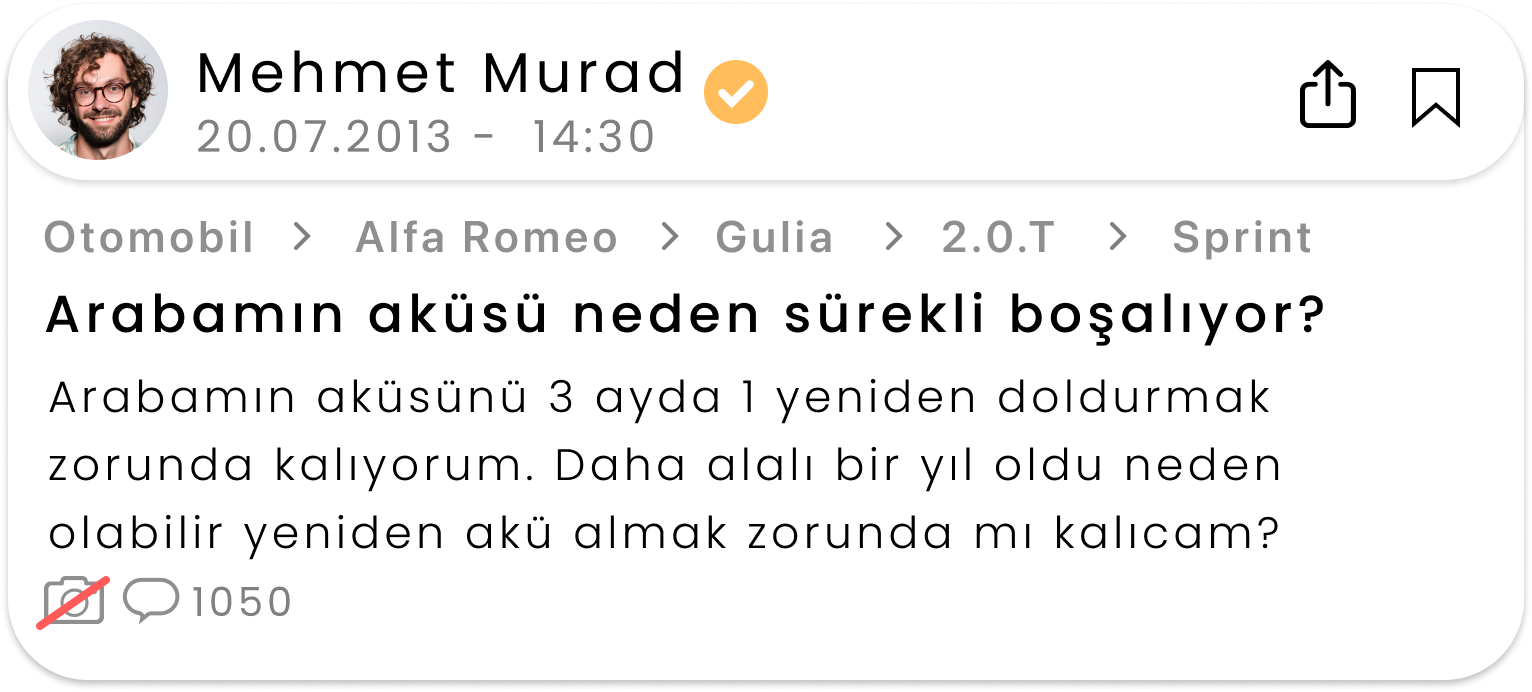 Mehmet Murad
20.07.2013 - 14:30
Otomobil > Alfa Romeo > Gulia > 2.0.T > Sprint
Arabamın aküsü neden sürekli boşalıyor?
Arabamın aküsünü 3 ayda 1 yeniden doldurmak
zorunda kalıyorum. Daha alalı bir yıl oldu neden
olabilir yeniden akü almak zorunda mı kalıcam?
1050